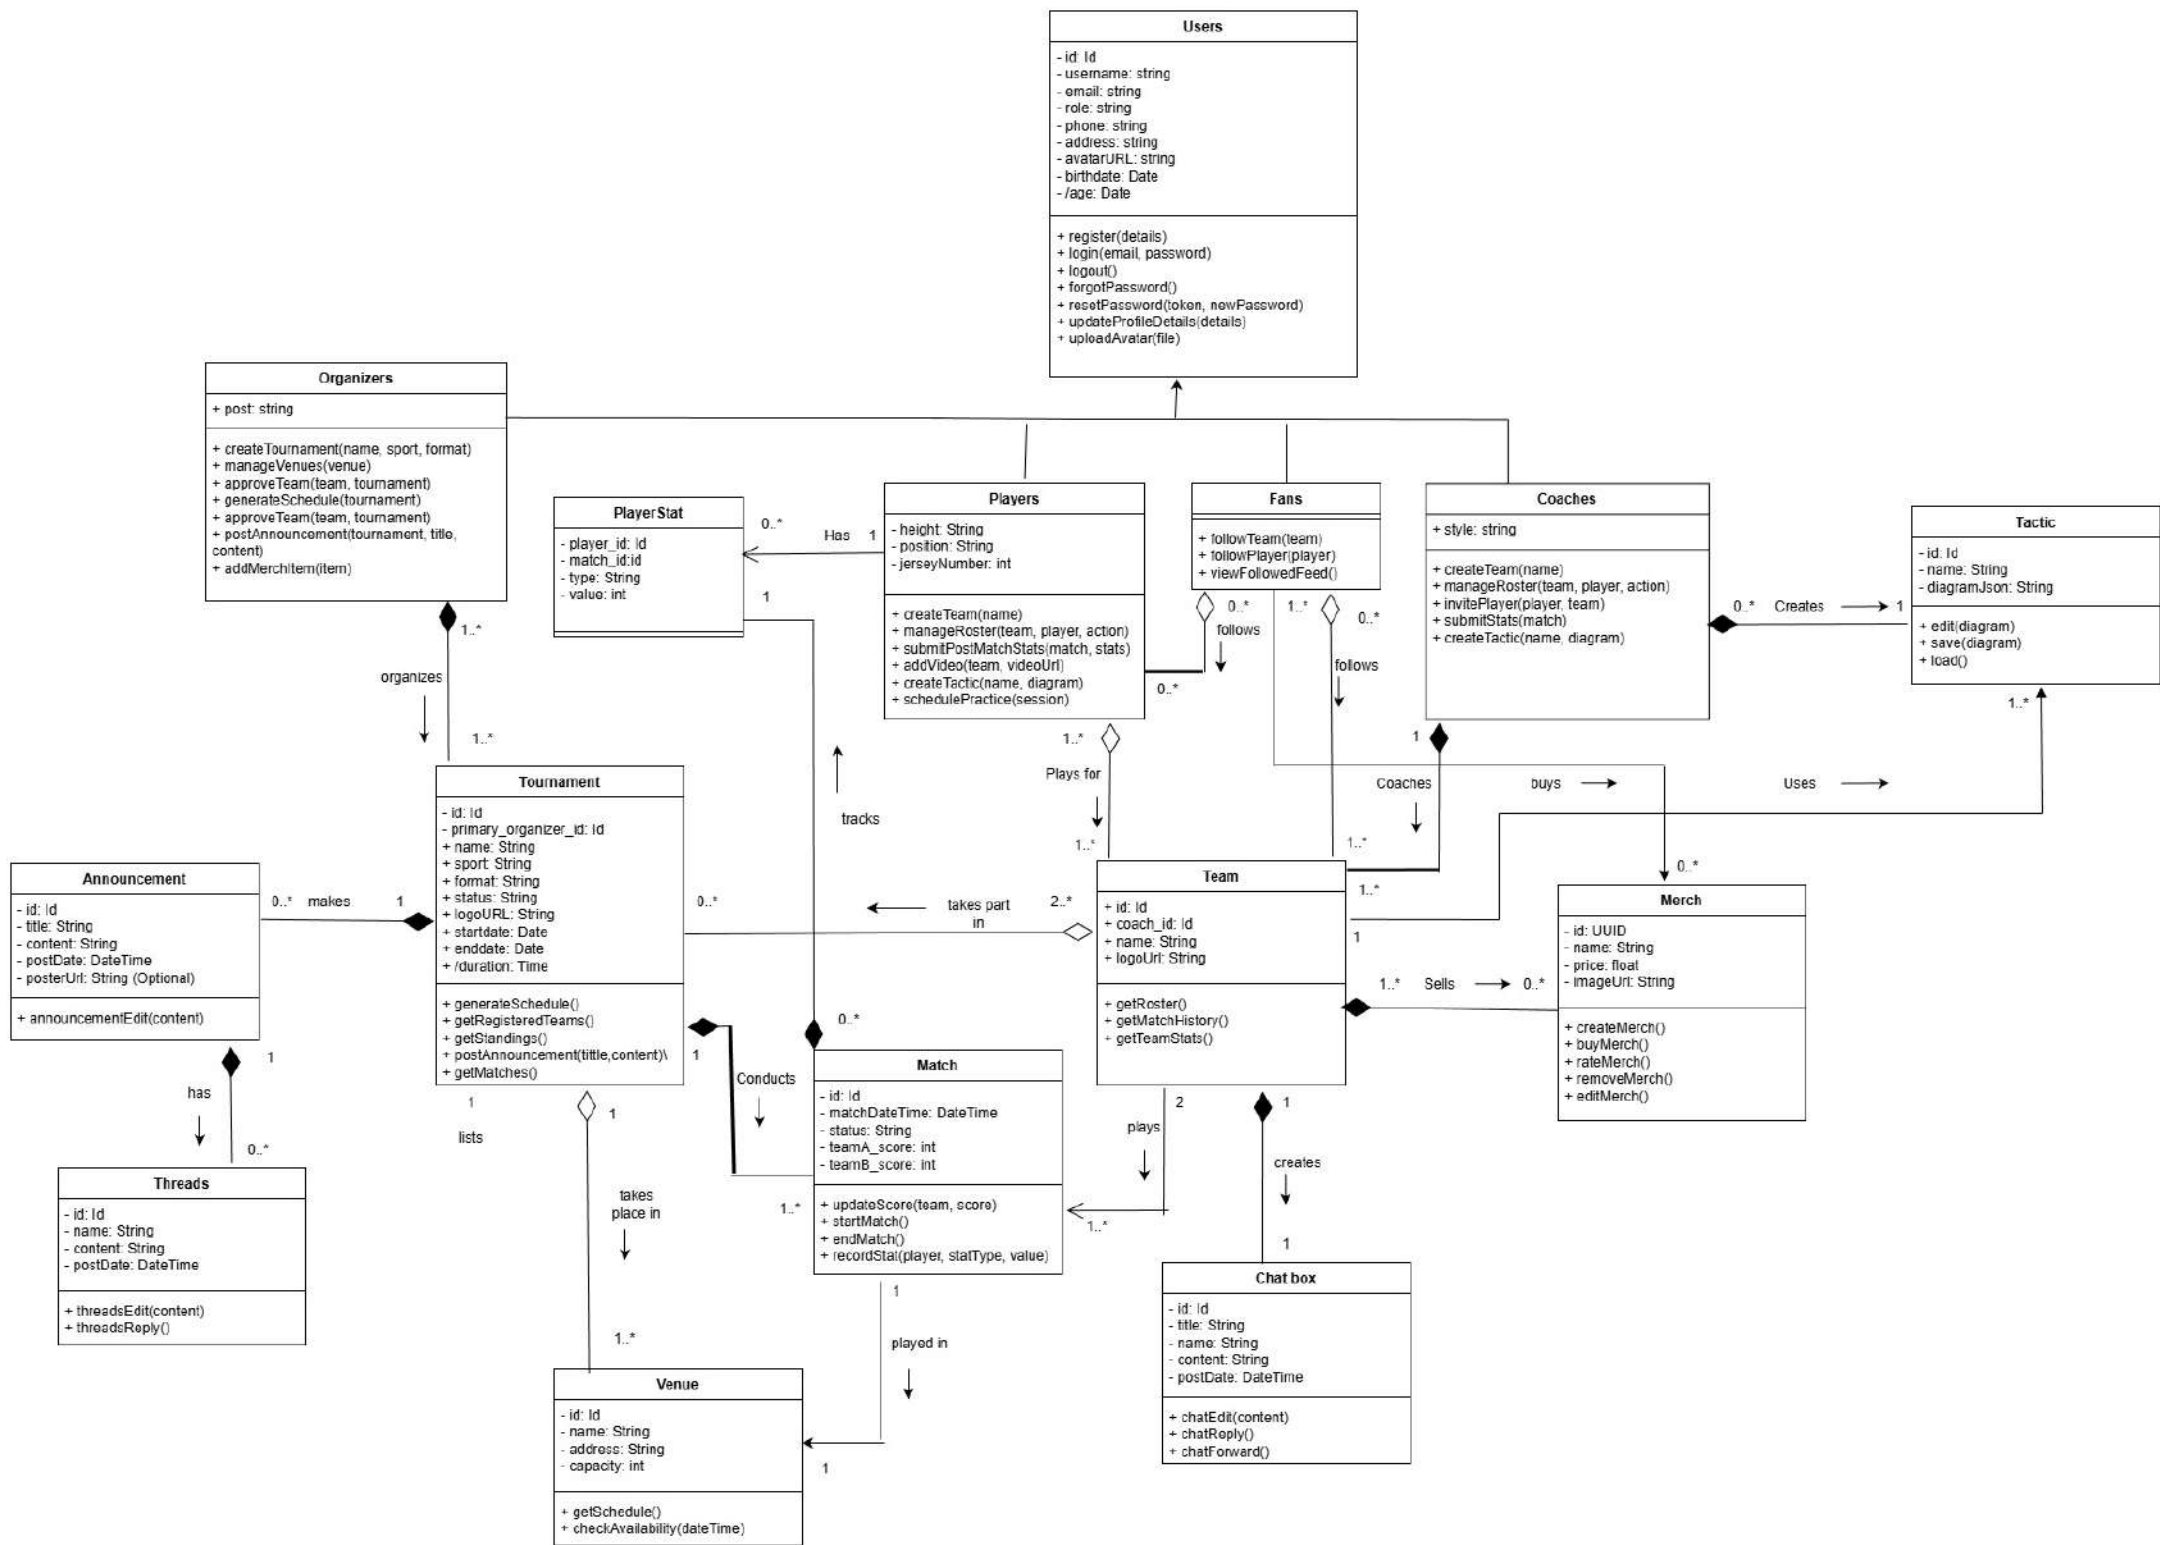 Users
- id: Id
- username: string
- email: string
- role: string
- phone: string
- address: string
- avatarURL: string
- birthdate: Date
- /age: Date
+ register(details)
+ login(email, password)
+ logout()
+ forgotPassword()
+ resetPassword(token, newPassword)
+ updateProfileDetails(details)
+ uploadAvatar(file)
Organizers
+ post: string
+ createTournament(name, sport, format)
+ manageVenues(venue)
+ approveTeam(team, tournament)
+ generateSchedule(tournament)
+ approveTeam(team, tournament)
+ postAnnouncement(tournament, title,
content)
+ addMerchItem(item)
PlayerStat
- player_id: Id
- match_id:id
- type: String
- value: int
0..*
Has
1
1
Players
- height: String
- position: String
- jerseyNumber: int
+ createTeam(name)
+ manageRoster(team, player, action)
+ submitPostMatchStats(match, stats)
+ addVideo(team, videoUrl)
+ createTactic(name, diagram)
+ schedulePractice(session)
Fans
+ followTeam(team)
+ followPlayer(player)
+ viewFollowedFeed()
0..*
follows
0..*
1..*
0..*
follows
1..*
Coaches
+ style: string
+ createTeam(name)
+ manageRoster(team, player, action)
+ invitePlayer(player, team)
+ submitStats(match)
+ createTactic(name, diagram)
0..*
Creates
1
Tactic
- id: Id
- name: String
- diagramJson: String
+ edit(diagram)
+ save(diagram)
+ load()
1..*
1..*
organizes
1..*
1..*
Plays for
1..*
1
Coaches
1..*
buys
0..*
Uses
1
tracks
Tournament
- id: Id
- primary_organizer_id: Id
+ name: String
+ sport: String
+ format: String
+ status: String
+ logoURL: String
+ startdate: Date
+ enddate: Date
+ /duration: Time
+ generateSchedule()
+ getRegisteredTeams()
+ getStandings()
+ postAnnouncement(tittle,content)\
+ getMatches()
Announcement
- id: Id
- title: String
- content: String
- postDate: DateTime
- posterUrl: String (Optional)
+ announcementEdit(content)
0..*
makes
1
0..*
takes part
in
2..*
Team
+ id: Id
+ coach_id: Id
+ name: String
+ logoUrl: String
+ getRoster()
+ getMatchHistory()
+ getTeamStats()
1..*
Sells
0..*
Merch
- id: UUID
- name: String
- price: float
- imageUrl: String
+ createMerch()
+ buyMerch()
+ rateMerch()
+ removeMerch()
+ editMerch()
1
has
0..*
Threads
- id: Id
- name: String
- content: String
- postDate: DateTime
+ threadsEdit(content)
+ threadsReply()
1
lists
1
takes
place in
1..*
1
Conducts
1..*
0..*
Match
- id: Id
- matchDateTime: DateTime
- status: String
- teamA_score: int
- teamB_score: int
+ updateScore(team, score)
+ startMatch()
+ endMatch()
+ recordStat(player, statType, value)
2
plays
1..*
1
creates
1
Chat box
- id: Id
- title: String
- name: String
- content: String
- postDate: DateTime
+ chatEdit(content)
+ chatReply()
+ chatForward()
1
played in
1
Venue
- id: Id
- name: String
- address: String
- capacity: int
+ getSchedule()
+ checkAvailability(dateTime)